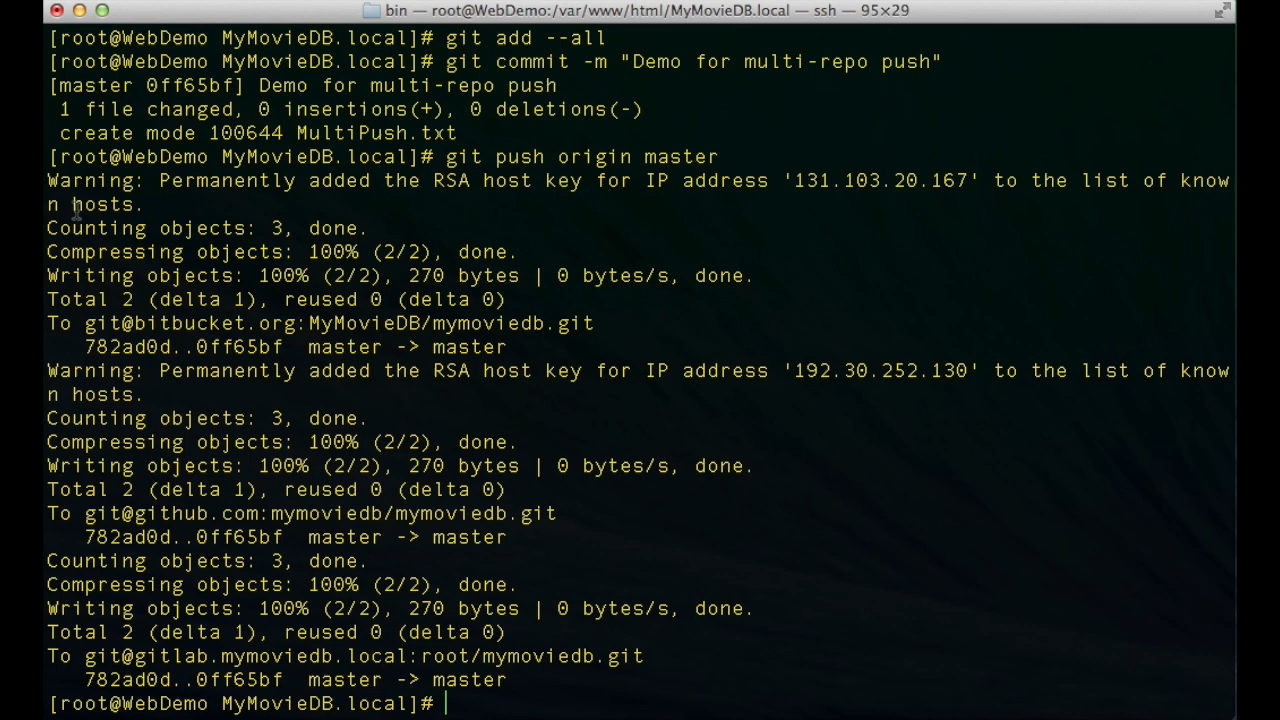 bin — root@WebDemo:/var/www/html/MyMovieDB.local — ssh — 95×29
[root@WebDemo MyMovieDB.local]# git add --all
[root@WebDemo MyMovieDB.local]# git commit -m "Demo for multi-repo push"
[master 0ff65bf] Demo for multi-repo push
 1 file changed, 0 insertions(+), 0 deletions(-)
 create mode 100644 MultiPush.txt
[root@WebDemo MyMovieDB.local]# git push origin master
Warning: Permanently added the RSA host key for IP address '131.103.20.167' to the list of know
n hosts.
Counting objects: 3, done.
Compressing objects: 100% (2/2), done.
Writing objects: 100% (2/2), 270 bytes | 0 bytes/s, done.
Total 2 (delta 1), reused 0 (delta 0)
To git@bitbucket.org:MyMovieDB/mymoviedb.git
   782ad0d..0ff65bf  master -> master
Warning: Permanently added the RSA host key for IP address '192.30.252.130' to the list of know
n hosts.
Counting objects: 3, done.
Compressing objects: 100% (2/2), done.
Writing objects: 100% (2/2), 270 bytes | 0 bytes/s, done.
Total 2 (delta 1), reused 0 (delta 0)
To git@github.com:mymoviedb/mymoviedb.git
   782ad0d..0ff65bf  master -> master
Counting objects: 3, done.
Compressing objects: 100% (2/2), done.
Writing objects: 100% (2/2), 270 bytes | 0 bytes/s, done.
Total 2 (delta 1), reused 0 (delta 0)
To git@gitlab.mymoviedb.local:root/mymoviedb.git
   782ad0d..0ff65bf  master -> master
[root@WebDemo MyMovieDB.local]#